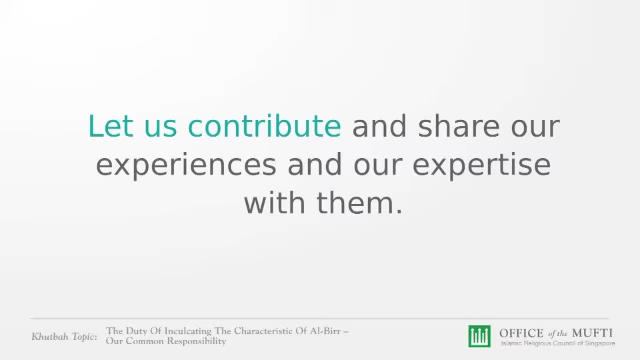 Let us contribute and share our
experiences and our expertise
with them.
Khutbah Topic:
The Duty Of Inculcating The Characteristic Of Al-Birr –
Our Common Responsibility
OFFICE of the MUFTI
Islamic Religious Council of Singapore